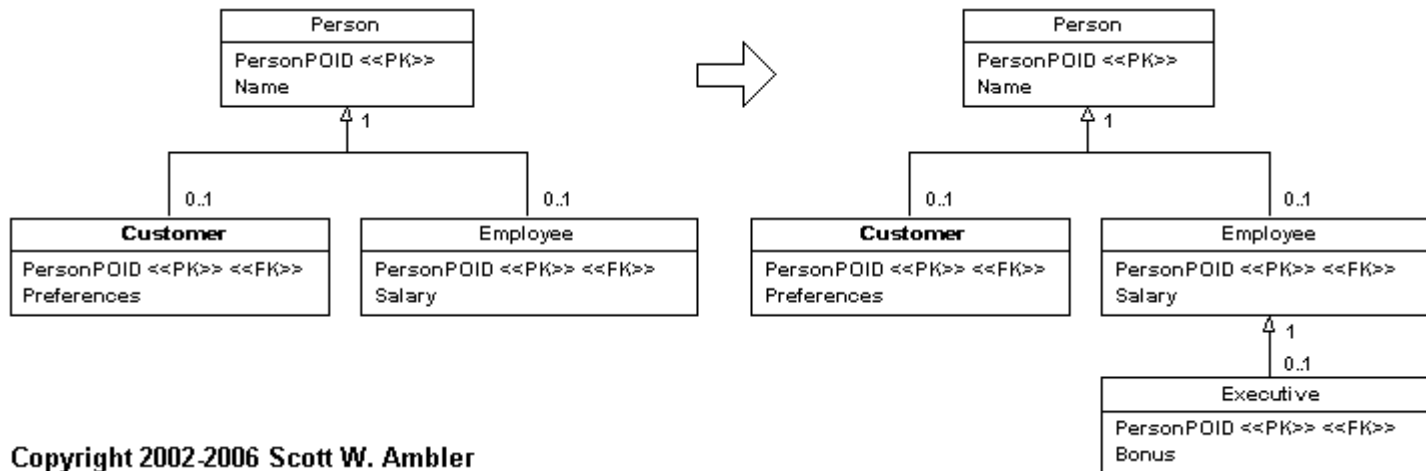 Person
PersonPOID <<PK>>
Name
1
0..1
0..1
Customer
PersonPOID <<PK>> <<FK>>
Preferences
Employee
PersonPOID <<PK>> <<FK>>
Salary
Person
PersonPOID <<PK>>
Name
1
0..1
0..1
Customer
PersonPOID <<PK>> <<FK>>
Preferences
Employee
PersonPOID <<PK>> <<FK>>
Salary
1
0..1
Executive
PersonPOID <<PK>> <<FK>>
Bonus
Copyright 2002-2006 Scott W. Ambler